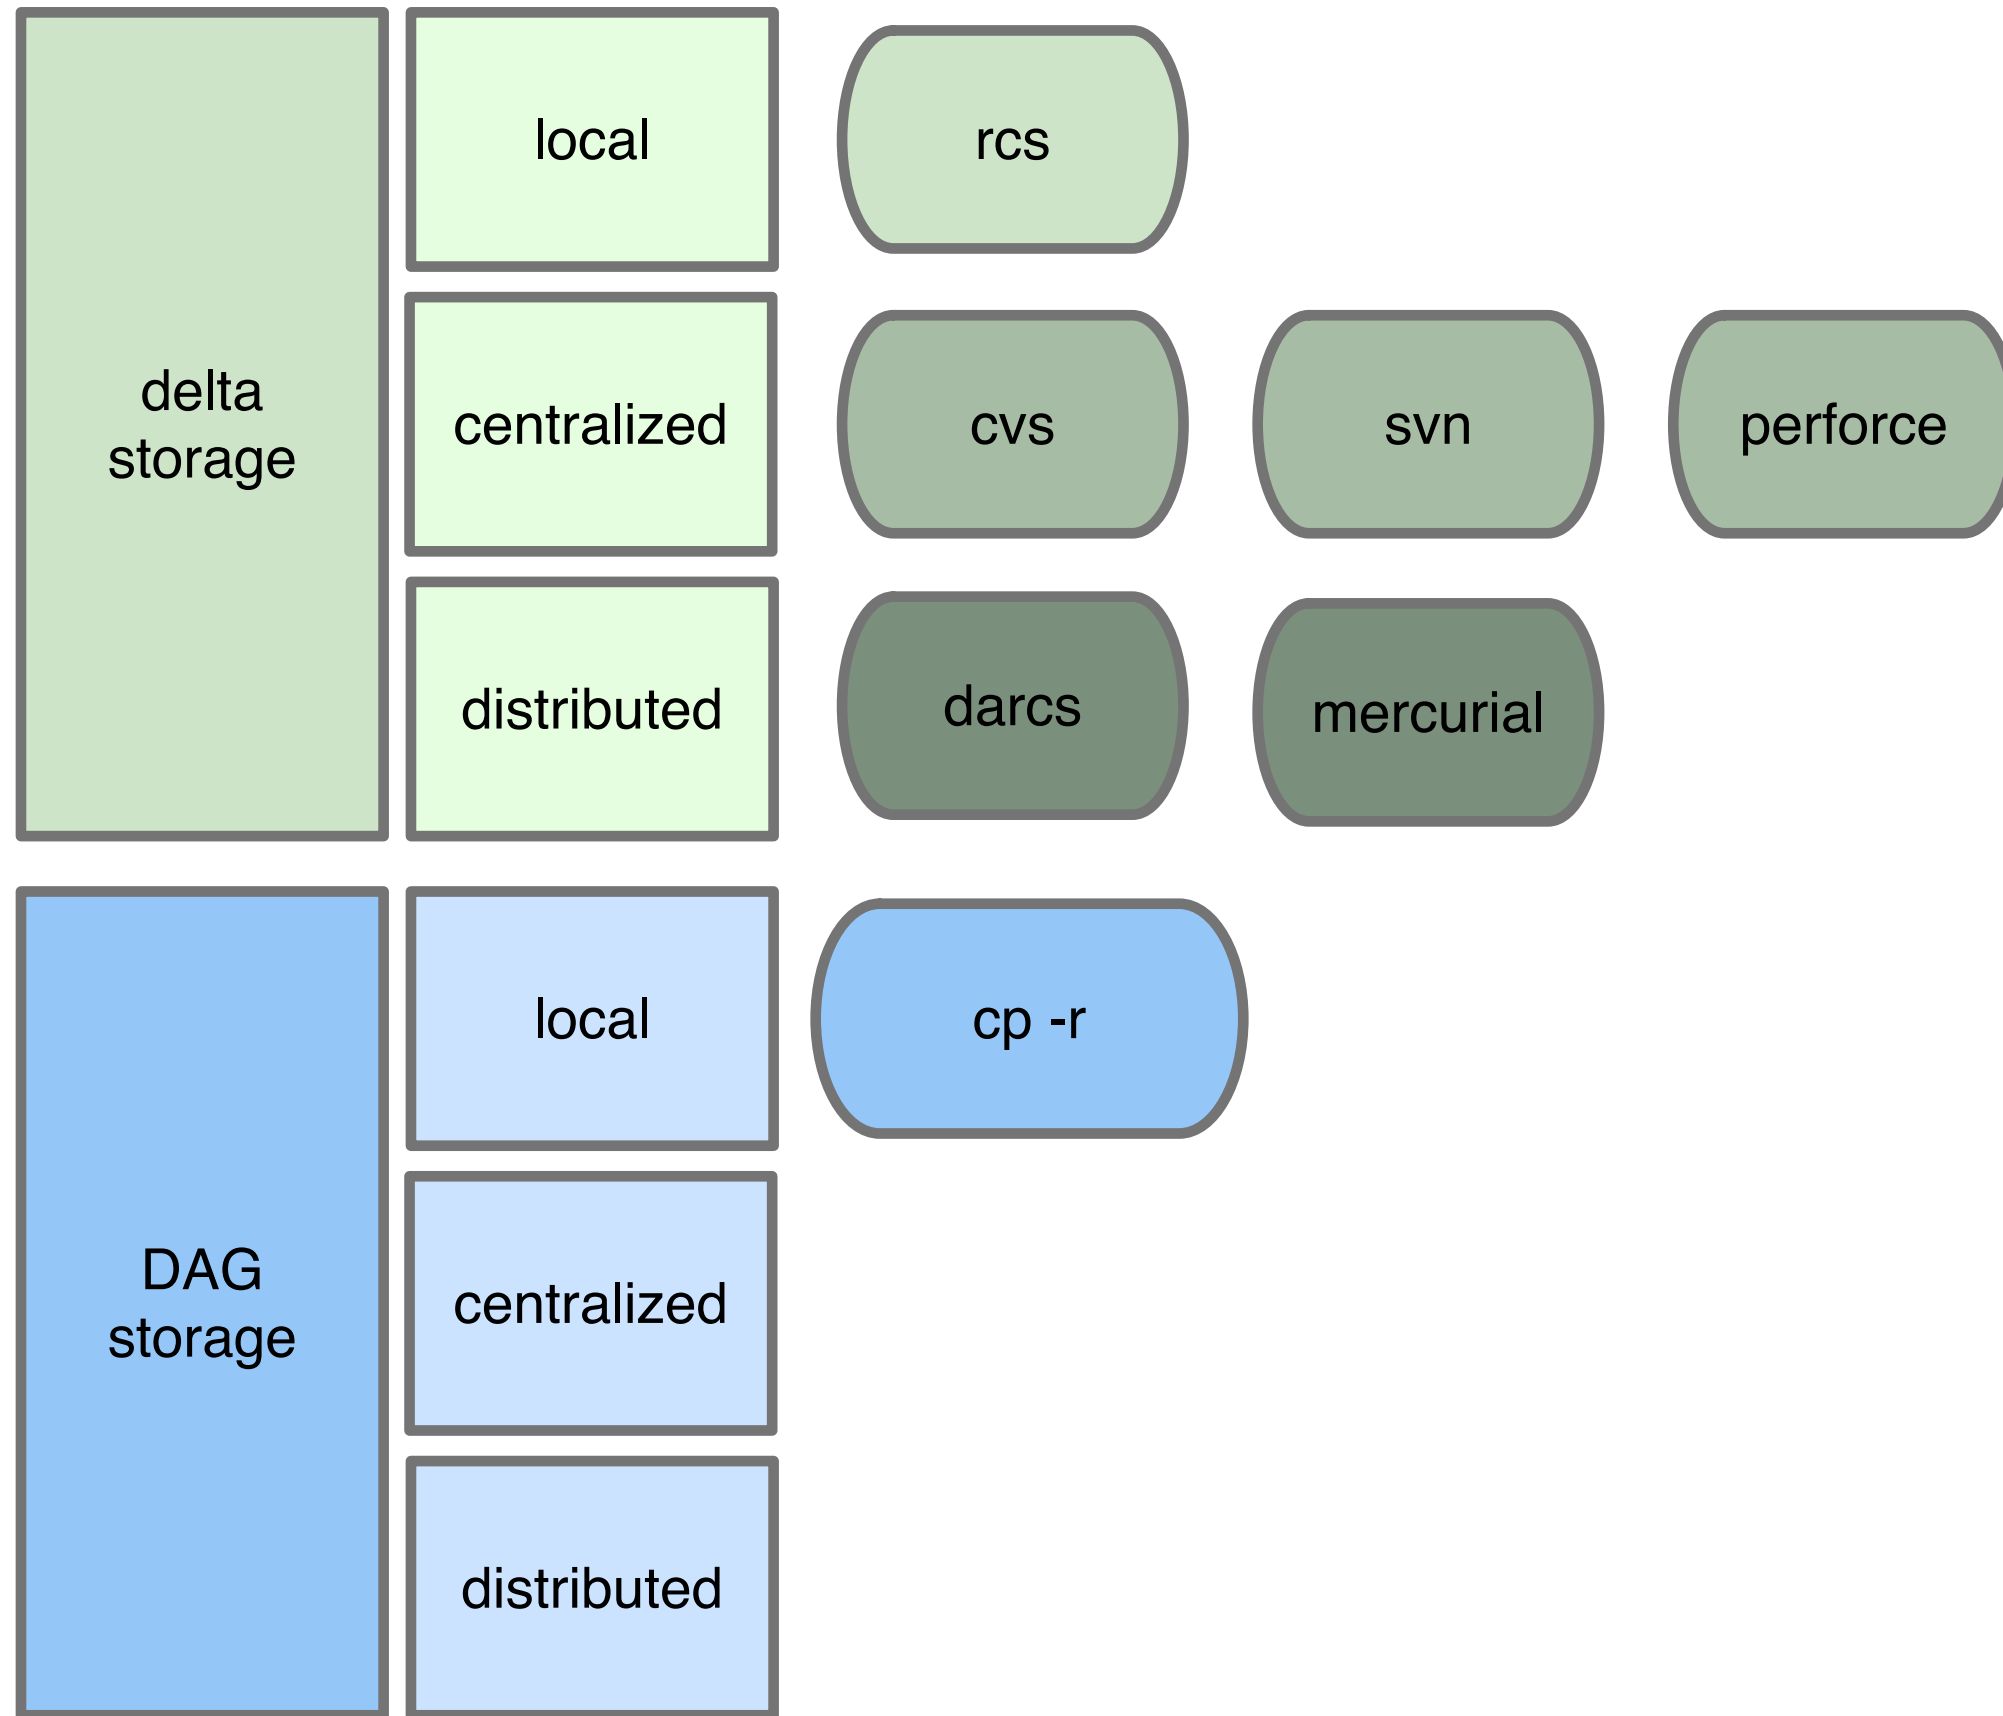 delta
storage
local
rcs
centralized
cvs
svn
perforce
distributed
darcs
mercurial
DAG
storage
local
cp -r
centralized
distributed